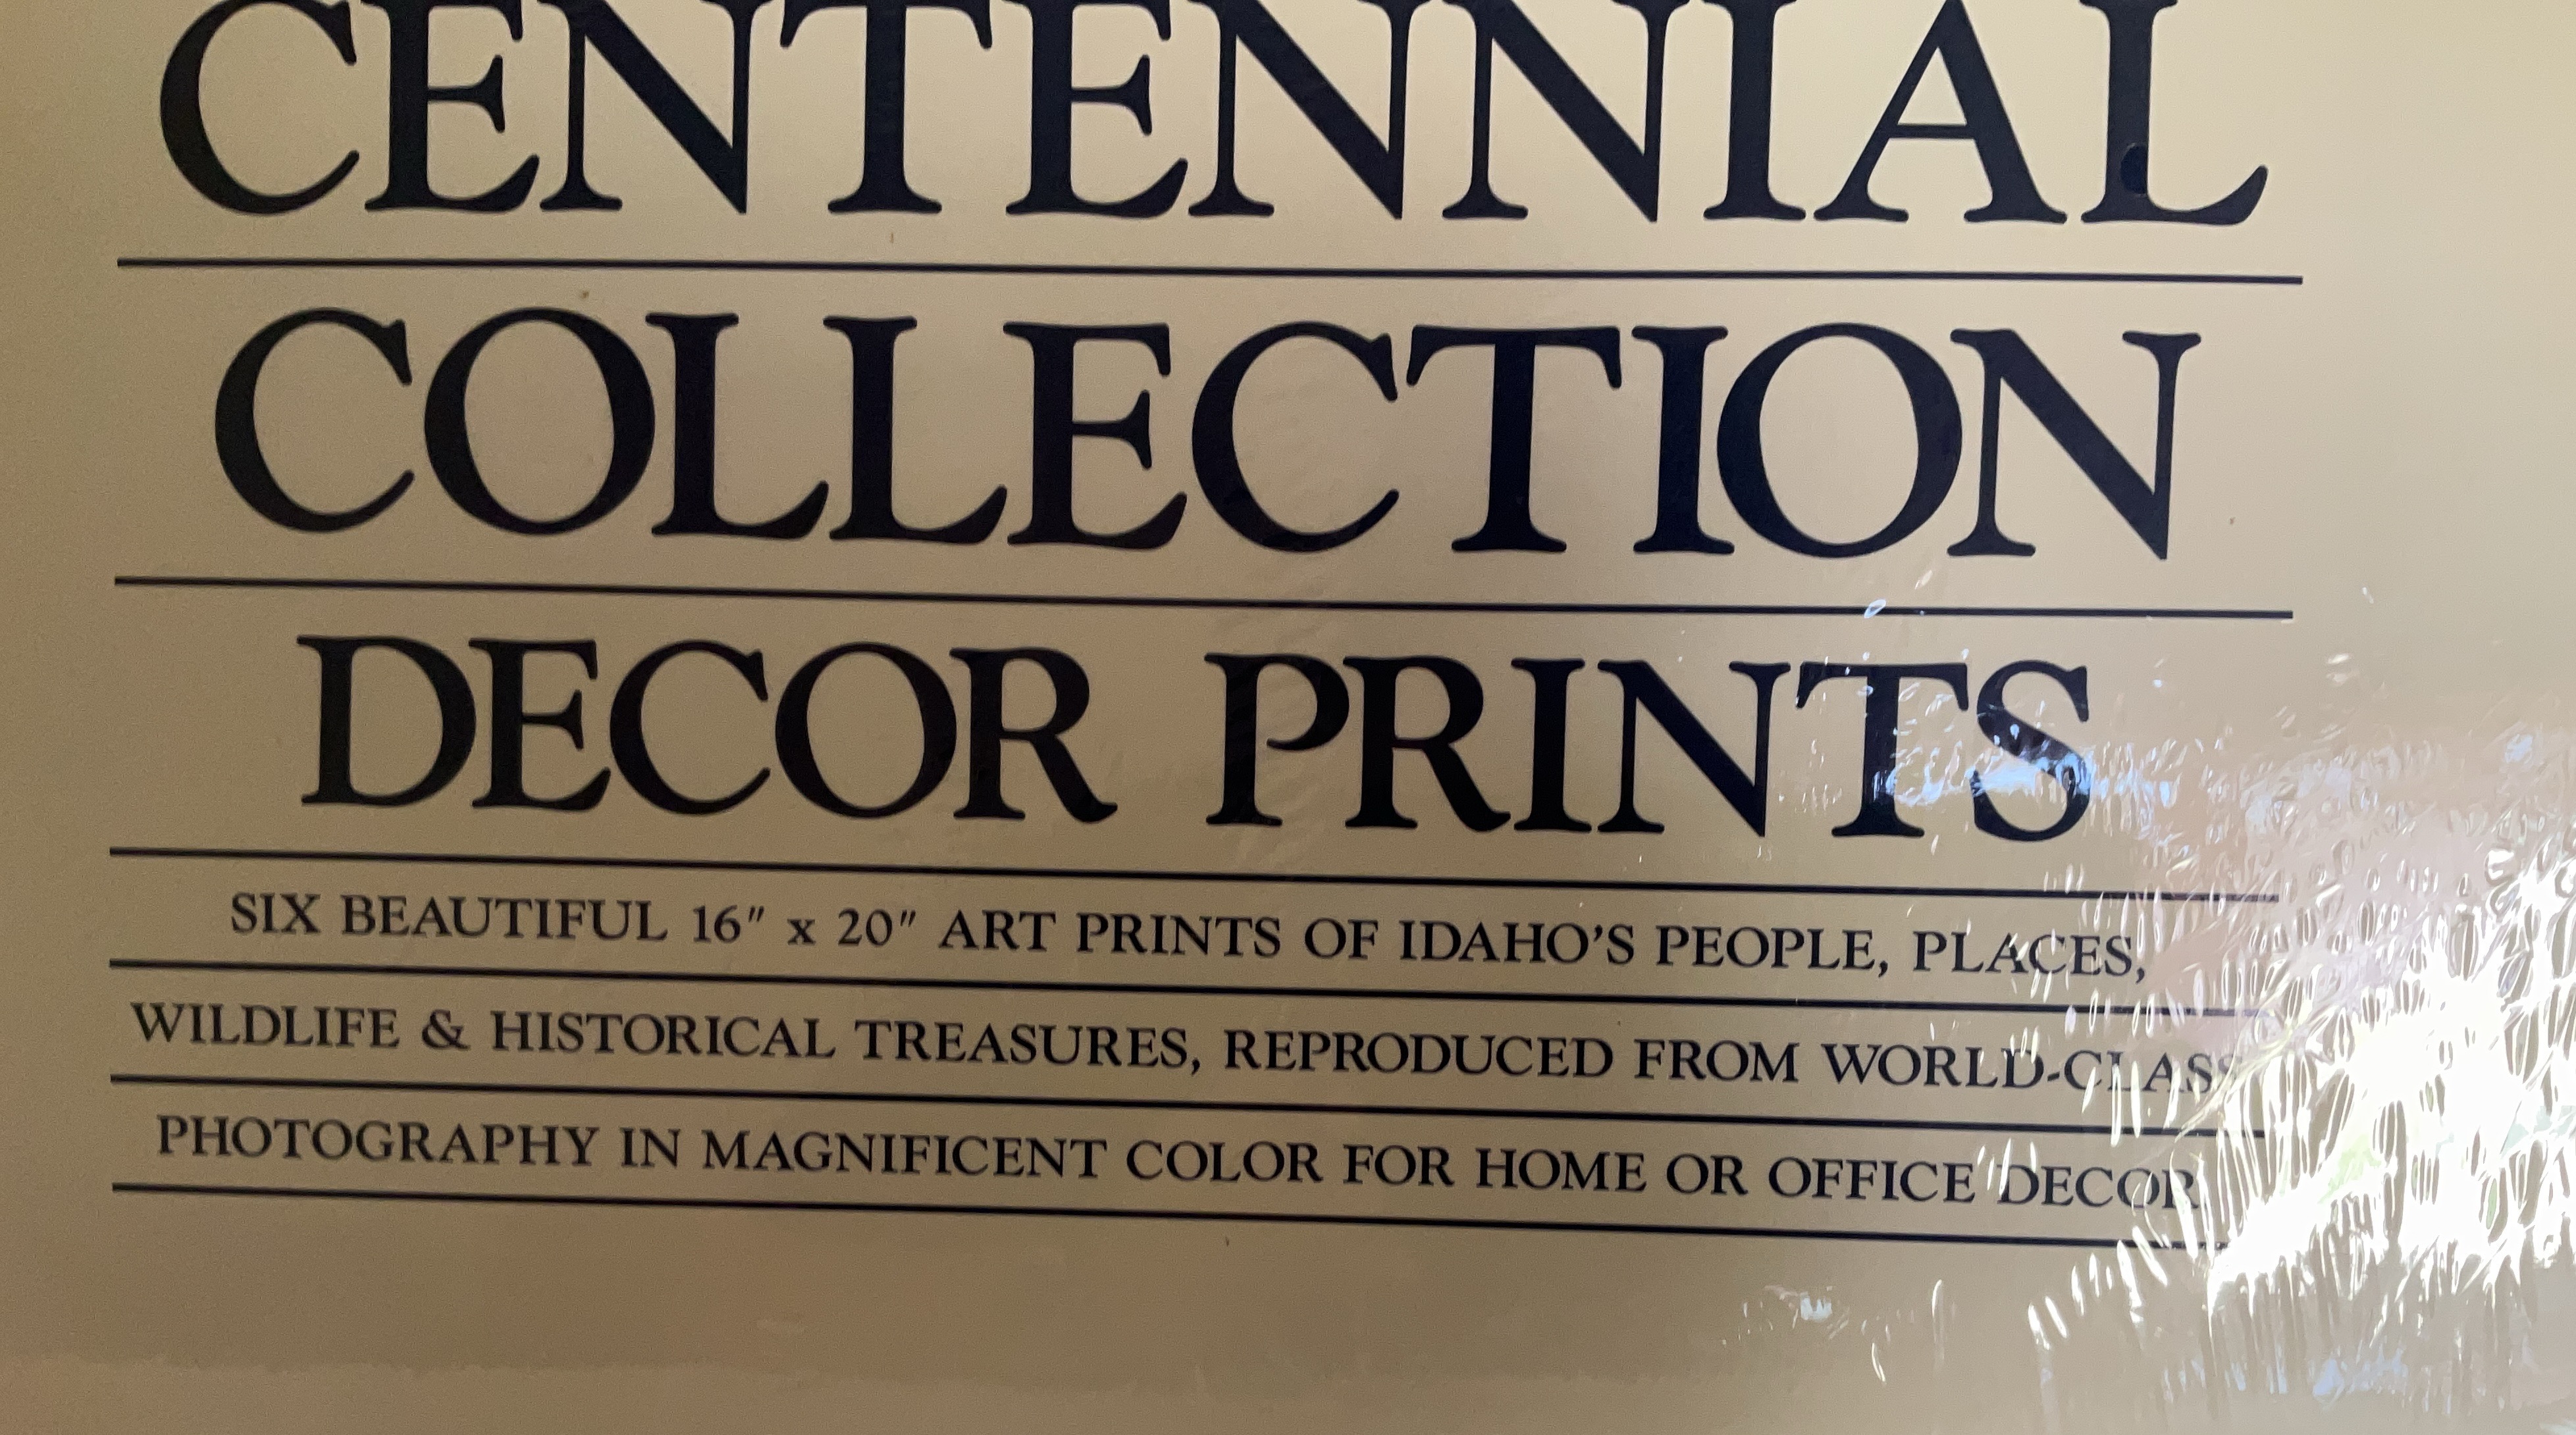 CENTENNIAL
COLLECTION
DECOR PRINTS
SIX BEAUTIFUL 16″ x 20″ ART PRINTS OF IDAHO’S PEOPLE, PLACES,
WILDLIFE & HISTORICAL TREASURES, REPRODUCED FROM WORLD-CLASS
PHOTOGRAPHY IN MAGNIFICENT COLOR FOR HOME OR OFFICE DECOR